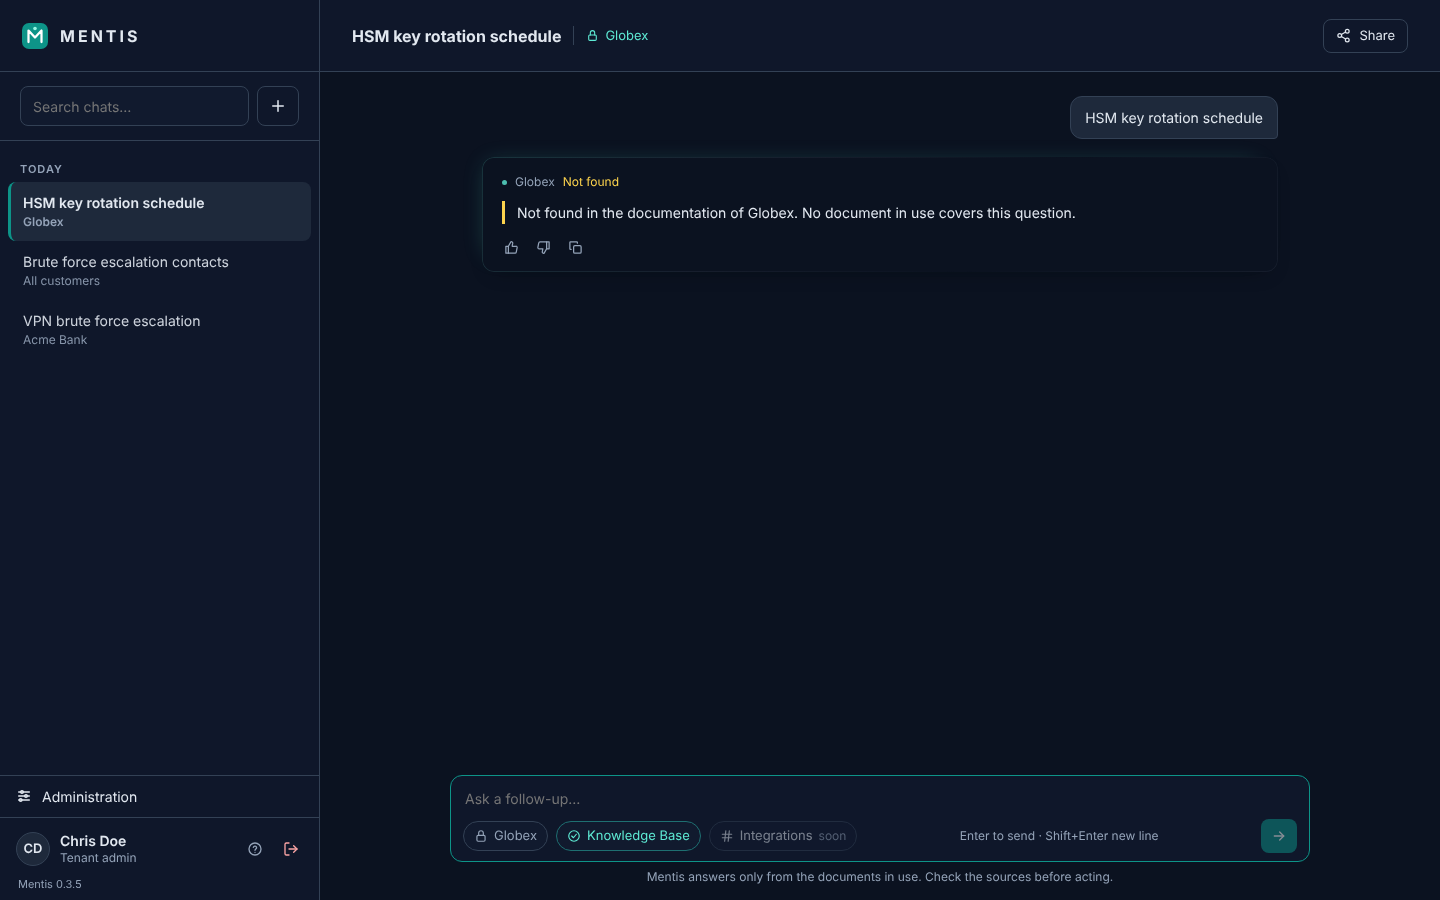 MENTIS
Search chats...
TODAY
HSM key rotation schedule
Globex
Brute force escalation contacts
All customers
VPN brute force escalation
Acme Bank
Administration
CD
Chris Doe
Tenant admin
Mentis 0.3.5
HSM key rotation schedule
Globex
Share
HSM key rotation schedule
Globex Not found
Not found in the documentation of Globex. No document in use covers this question.
Ask a follow-up...
Globex
Knowledge Base
Integrations soon
Enter to send · Shift+Enter new line
Mentis answers only from the documents in use. Check the sources before acting.